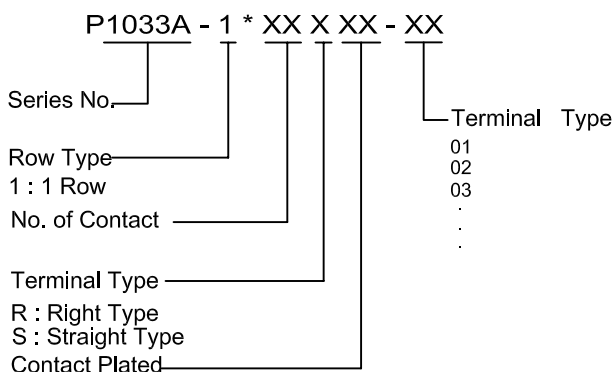 P1033A - 1 * XX X XX - XX
Series No.
Row Type
1 : 1 Row
No. of Contact
Terminal Type
R : Right Type
S : Straight Type
Contact Plated
Terminal Type
01
02
03
.
.
.